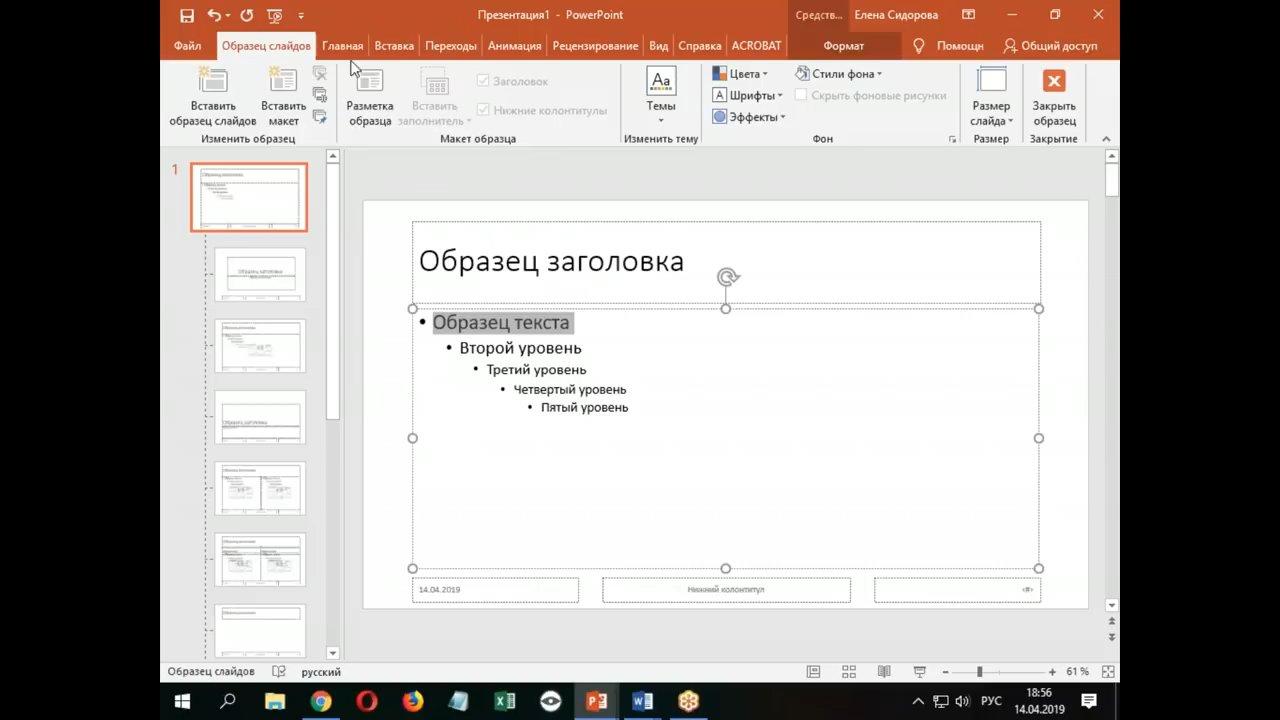 Презентация1 - PowerPoint
Средств...
Елена Сидорова
Файл
Образец слайдов
Главная
Вставка
Переходы
Анимация
Рецензирование
Вид
Справка
ACROBAT
Формат
Помощн
Общий доступ
Вставить
образец слайдов
Вставить
макет
Изменить образец
Разметка
образца
Вставить
заполнитель
Заголовок
Нижние колонтитулы
Макет образца
Aa
Темы
Изменить тему
Цвета
Шрифты
Эффекты
Стили фона
Скрыть фоновые рисунки
Фон
Размер
слайда
Размер
Закрыть
образец
Закрытие
1
Образец заголовка
• Образец текста
• Второй уровень
• Третий уровень
• Четвертый уровень
• Пятый уровень
14.04.2019
Нижний колонтитул
‹#›
Образец слайдов
русский
61 %
РУС
18:56
14.04.2019